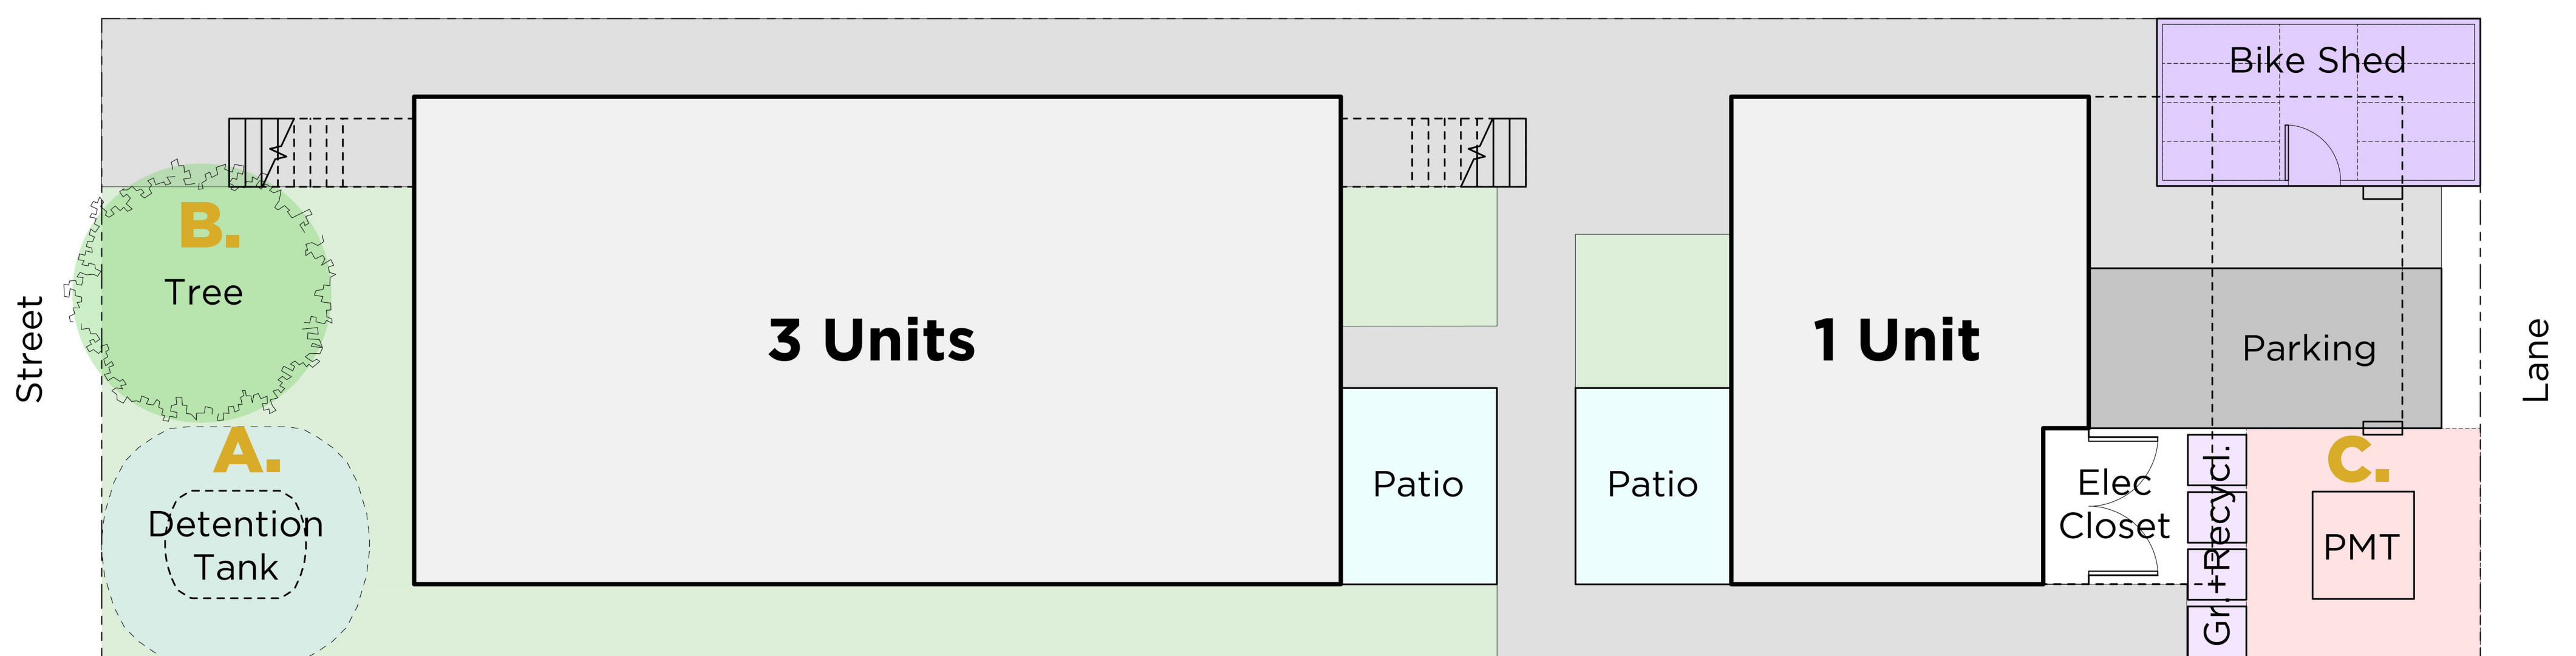 Bike Shed
B.
Tree
Street
3 Units
1 Unit
Parking
Lane
A.
Detention
Tank
Patio
Patio
Elec
Closet
Gr.+Recycl.
C.
PMT